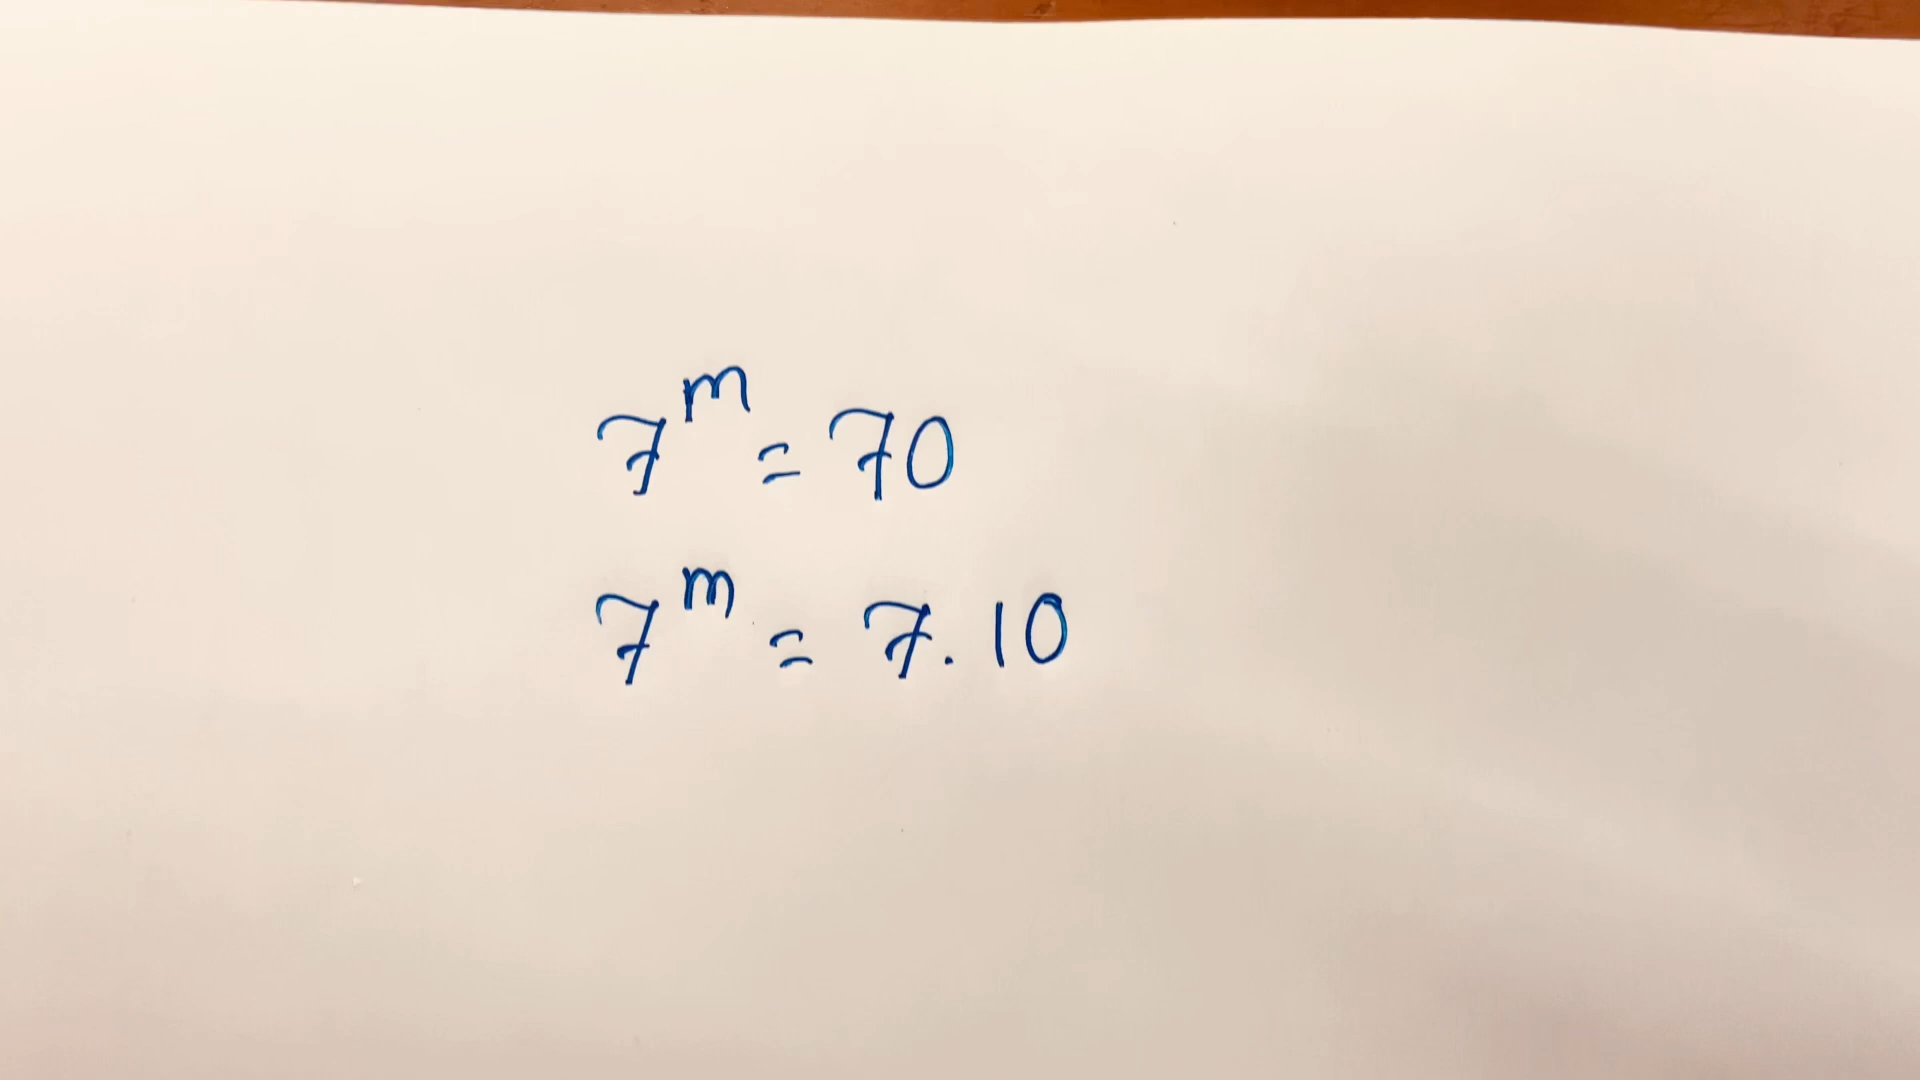 7^m = 70
7^m = 7.10